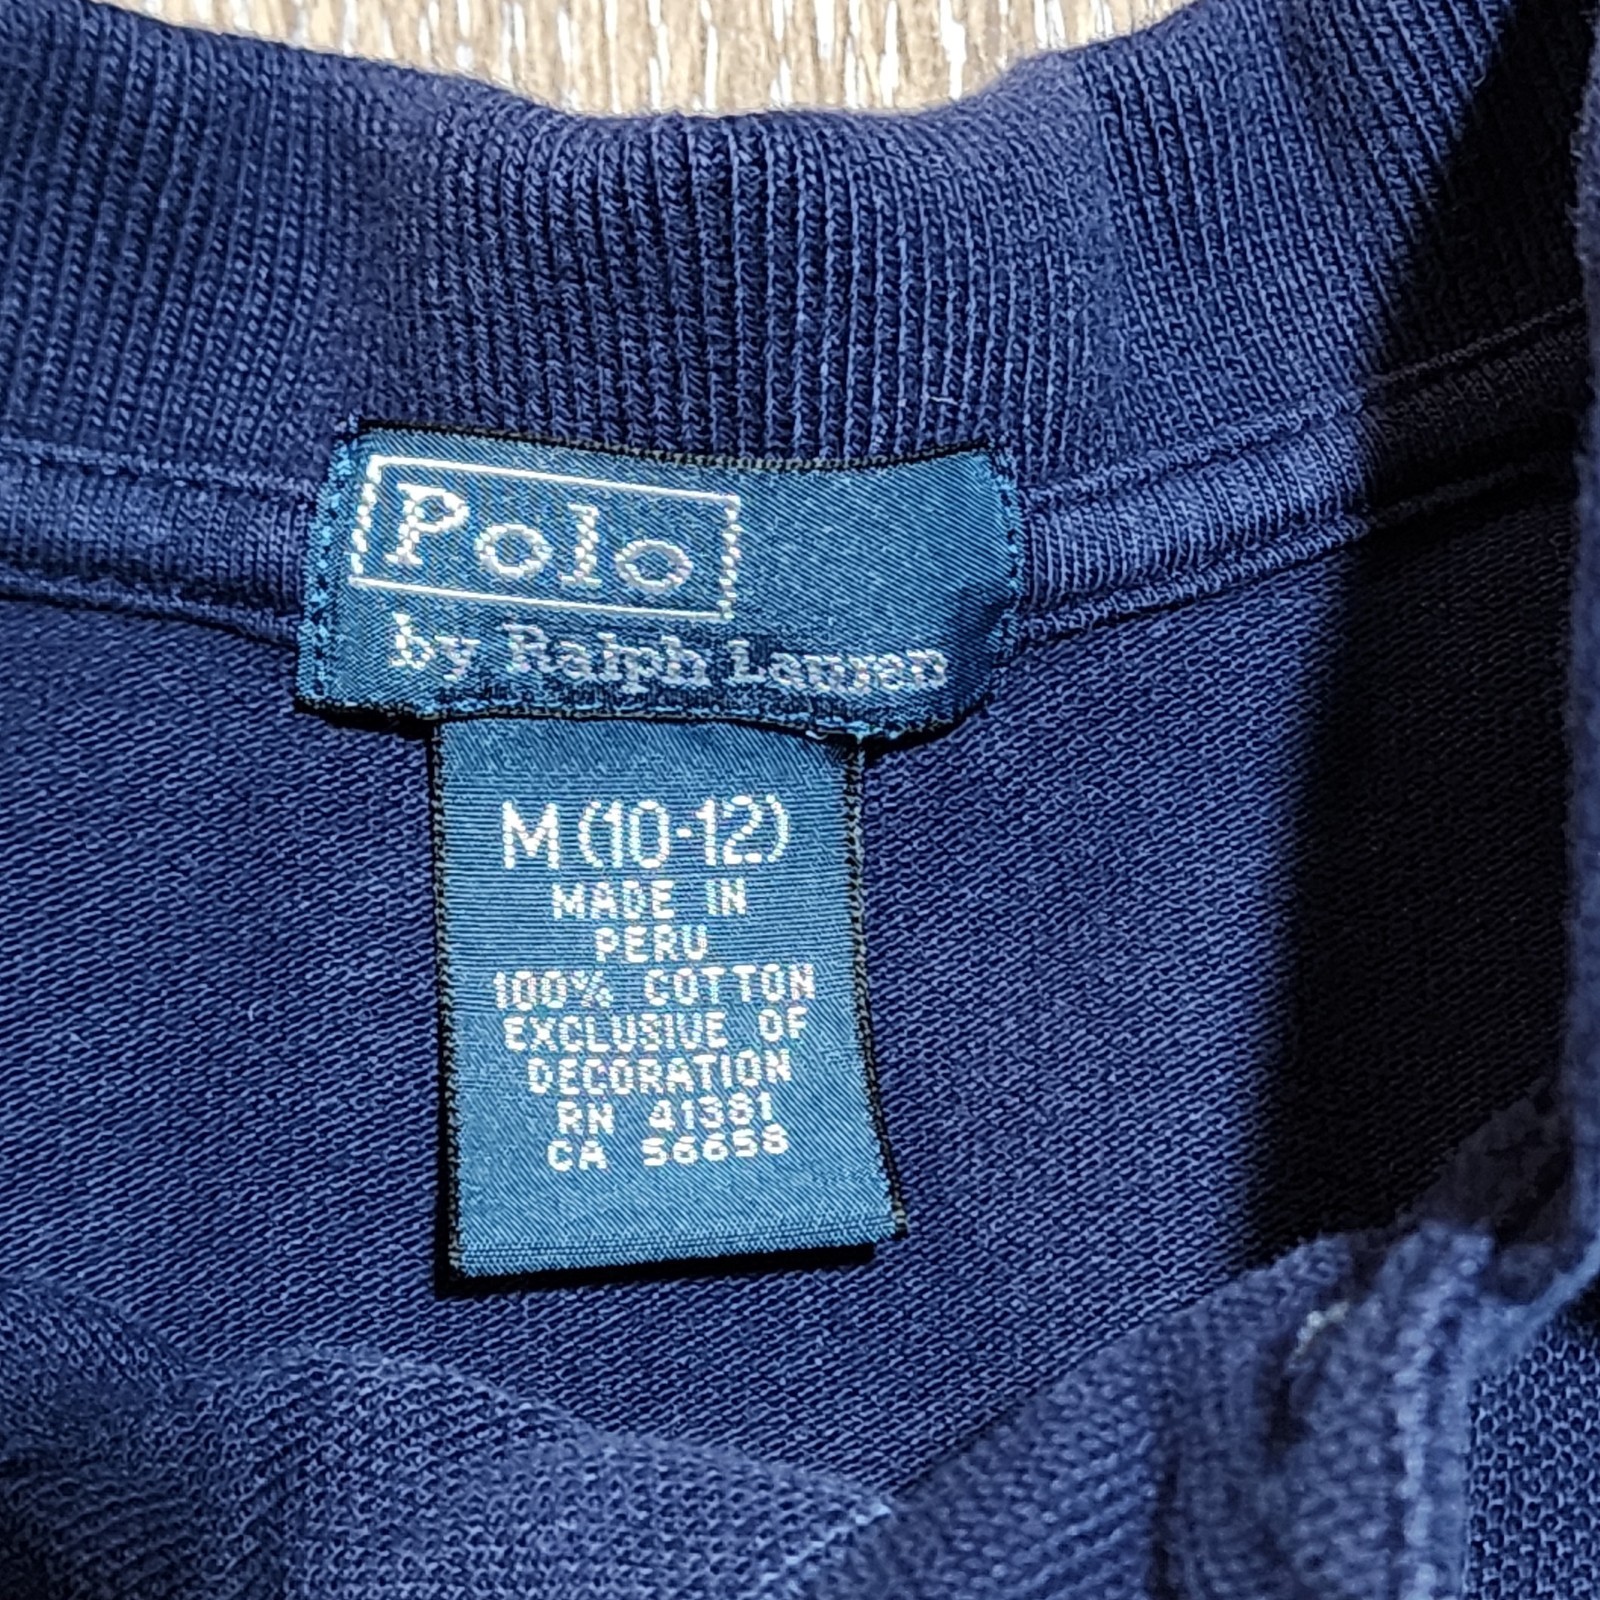 Polo
by Ralph Lauren
M (10-12)
MADE IN
PERU
100% COTTON
EXCLUSIVE OF
DECORATION
RN 41381
CA 56658